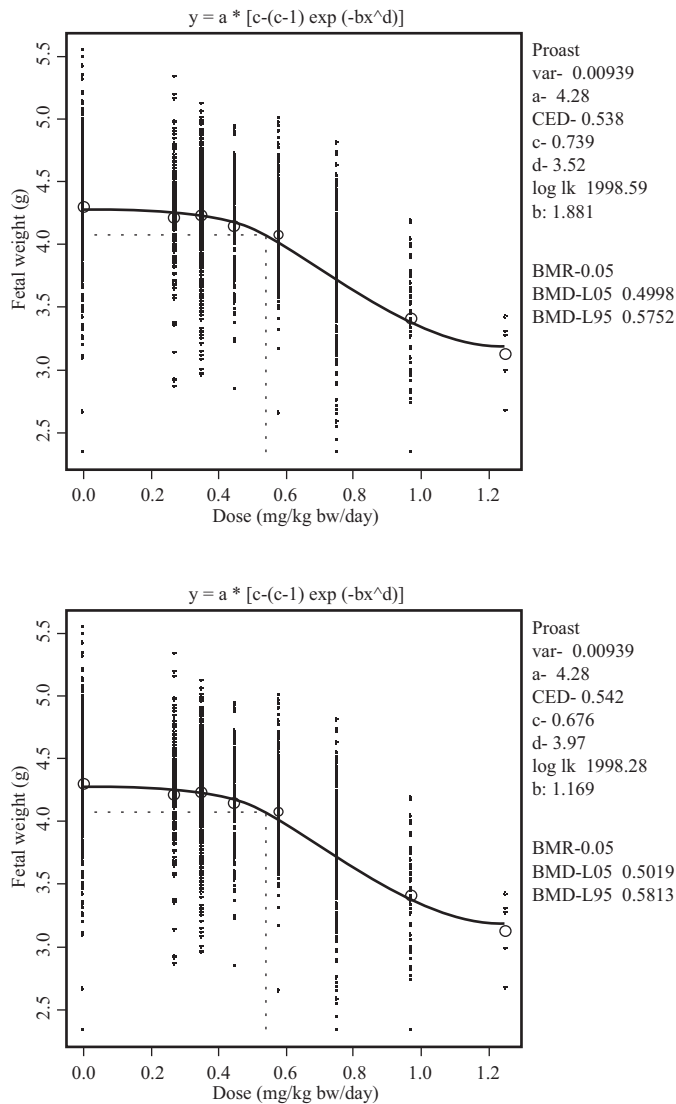 y = a * [c-(c-1) exp (-bx^d)]
5.5
5.0
4.5
4.0
3.5
3.0
2.5
Fetal weight (g)
0.0 0.2 0.4 0.6 0.8 1.0 1.2
Dose (mg/kg bw/day)
Proast
var- 0.00939
a- 4.28
CED- 0.538
c- 0.739
d- 3.52
log lk 1998.59
b: 1.881
BMR-0.05
BMD-L05 0.4998
BMD-L95 0.5752
y = a * [c-(c-1) exp (-bx^d)]
5.5
5.0
4.5
4.0
3.5
3.0
2.5
Fetal weight (g)
0.0 0.2 0.4 0.6 0.8 1.0 1.2
Dose (mg/kg bw/day)
Proast
var- 0.00939
a- 4.28
CED- 0.542
c- 0.676
d- 3.97
log lk 1998.28
b: 1.169
BMR-0.05
BMD-L05 0.5019
BMD-L95 0.5813